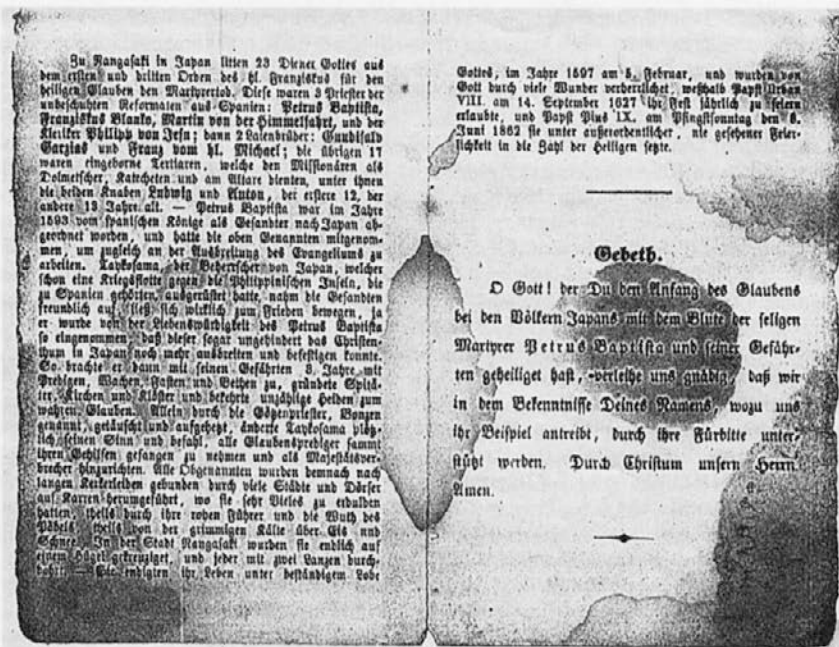 Zu Nangasaki in Japan litten 23 Diener Gottes aus
dem ersten und dritten Orden des hl. Franziskus für den
heiligen Glauben den Martyrertod. Diese waren 3 Priester der
unbeschuhten Reformaten aus Spanien: Petrus Baptista,
Franziskus Blanko, Martin von der Himmelfahrt, und der
Kleriker Philipp von Jesu; dann 2 Laienbrüder: Gundisalv
Garzias und Franz vom hl. Michael; die übrigen 17
waren eingeborne Tertiaren, welche den Missionären als
Dolmetscher, Katecheten und am Altare dienten, unter ihnen
die beiden Knaben Ludwig und Anton, der erstere 12, der
andere 13 Jahre alt. — Petrus Baptista war im Jahre
1593 vom spanischen Könige als Gesandter nach Japan ab-
geordnet worden, und hatte die oben Genannten mitgenom-
men, um zugleich an der Ausbreitung des Evangeliums zu
arbeiten. Taykosama, der Beherrscher von Japan, welcher
schon eine Kriegsflotte gegen die Philippinischen Inseln, die
zu Spanien gehörten, ausgerüstet hatte, nahm die Gesandten
freundlich auf, ließ sich wirklich zum Frieden bewegen, ja
er wurde von der Liebenswürdigkeit des Petrus Baptista
so eingenommen, daß dieser sogar ungehindert das Christen-
thum in Japan noch mehr ausbreiten und befestigen konnte.
So brachte er dann mit seinen Gefährten 3 Jahre mit
Predigen, Wachen, Fasten und Bethen zu, gründete Spitä-
ler, Kirchen und Klöster und bekehrte unzählige Heiden zum
wahren Glauben. Allein durch die Götzenpriester, Bonzen
genannt, getäuscht und aufgehetzt, änderte Taykosama plötz-
lich seinen Sinn und befahl, alle Glaubensprediger sammt
ihren Gehilfen gefangen zu nehmen und als Majestätsver-
brecher hinzurichten. Alle Obgenannten wurden demnach nach
langen Kerkerleiden gebunden durch viele Städte und Dörfer
auf Karren herumgeführt, wo sie sehr Vieles zu erdulden
hatten, theils durch ihre rohen Führer und die Wuth des
Pöbels, theils von der grimmigen Kälte über Eis und
Schnee. In der Stadt Nangasaki wurden sie endlich auf
einem Hügel gekreuziget, und jeder mit zwei Lanzen durch-
bohrt. — Sie endigten ihr Leben unter beständigem Lobe
Gottes, im Jahre 1597 am 5. Februar, und wurden von
Gott durch viele Wunder verherrlichet, weßhalb Papst Urban
VIII. am 14. September 1627 ihr Fest jährlich zu feiern
erlaubte, und Papst Pius IX. am Pfingstsonntag den 8.
Juni 1862 sie unter außerordentlicher, nie gesehener Feier-
lichkeit in die Zahl der Heiligen setzte.
Gebeth.
O Gott! der Du den Anfang des Glaubens
bei den Völkern Japans mit dem Blute der seligen
Martyrer Petrus Baptista und seiner Gefähr-
ten geheiliget hast, verleihe uns gnädig, daß wir
in dem Bekenntnisse Deines Namens, wozu uns
ihr Beispiel antreibt, durch ihre Fürbitte unter-
stützt werden. Durch Christum unsern Herrn
Amen.